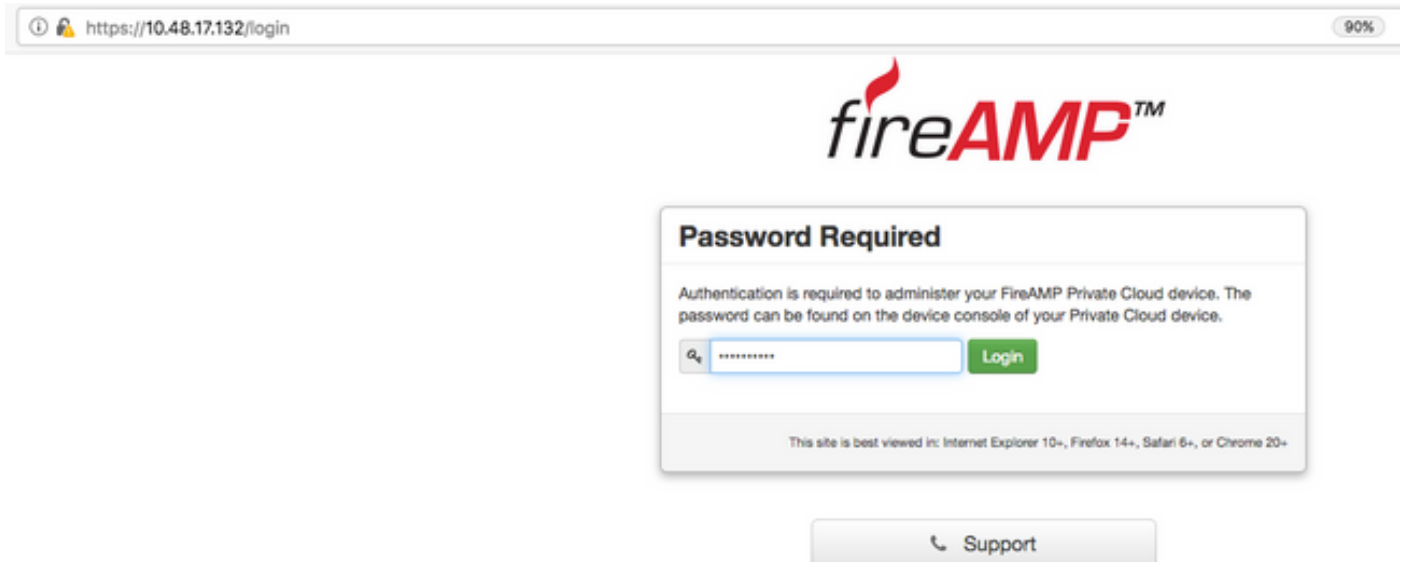 https://10.48.17.132/login
90%
fireAMP™
Password Required
Authentication is required to administer your FireAMP Private Cloud device. The
password can be found on the device console of your Private Cloud device.
••••••••••
Login
This site is best viewed in: Internet Explorer 10+, Firefox 14+, Safari 6+, or Chrome 20+
Support